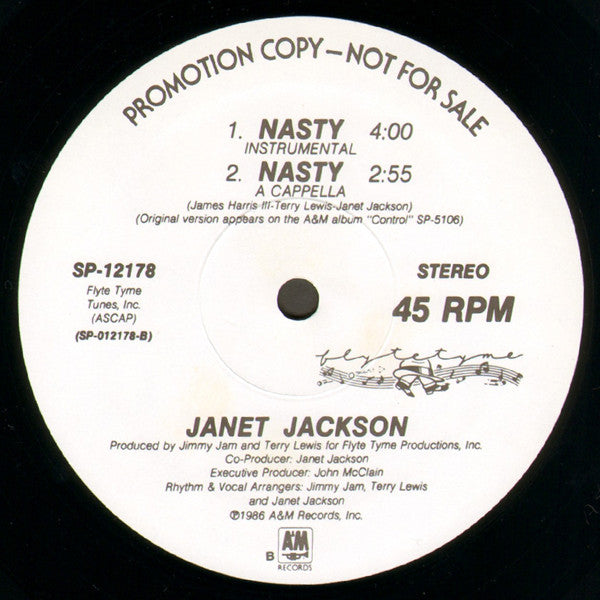 PROMOTION COPY—NOT FOR SALE
1. NASTY 4:00
INSTRUMENTAL
2. NASTY 2:55
A CAPPELLA
(James Harris III-Terry Lewis-Janet Jackson)
(Original version appears on the A&M album "Control" SP-5106)
SP-12178
Flyte Tyme
Tunes, Inc.
(ASCAP)
(SP-012178-B)
STEREO
45 RPM
flytetyme
JANET JACKSON
Produced by Jimmy Jam and Terry Lewis for Flyte Tyme Productions, Inc.
Co-Producer: Janet Jackson
Executive Producer: John McClain
Rhythm & Vocal Arrangers: Jimmy Jam, Terry Lewis
and Janet Jackson
℗1986 A&M Records, Inc.
B
A&M
RECORDS